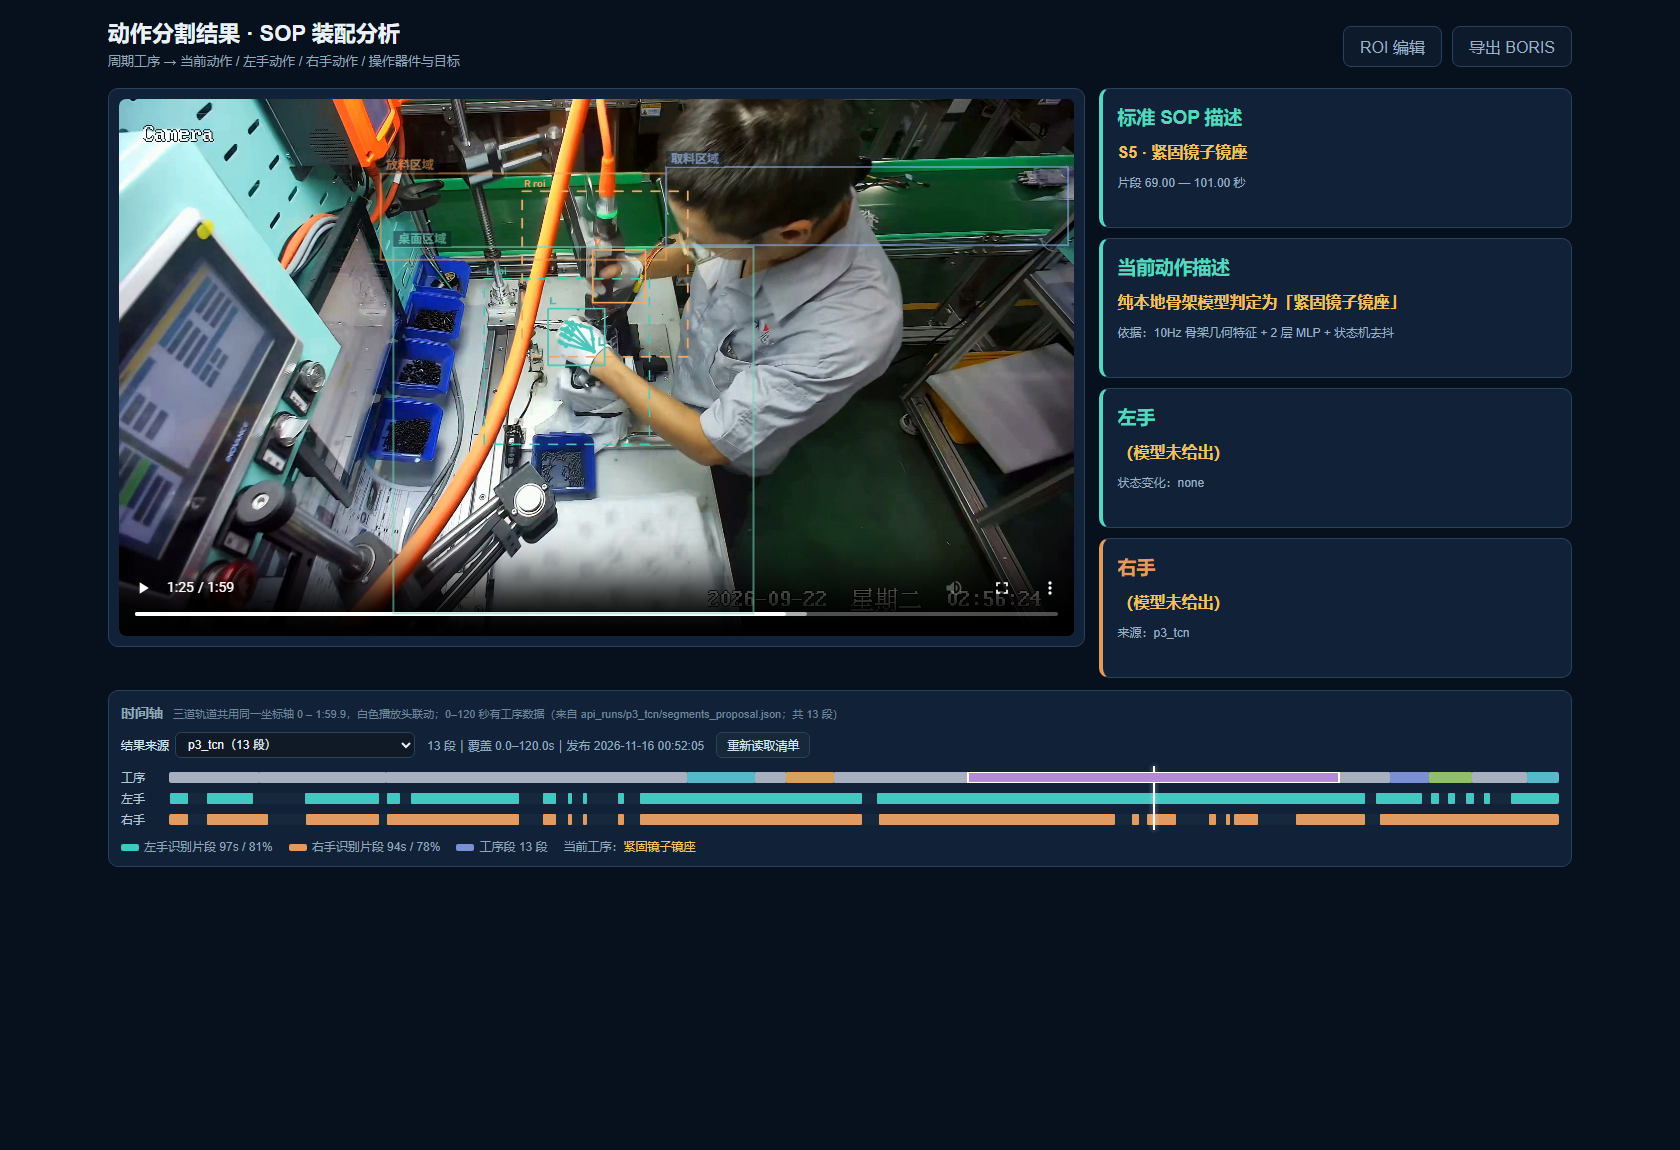 动作分割结果 · SOP 装配分析
周期工序 → 当前动作 / 左手动作 / 右手动作 / 操作器件与目标
ROI 编辑
导出 BORIS
Camera
放料区域
取料区域
R roi
桌面区域
L
1:25 / 1:59
2026-09-22 星期二 02:56:24
标准 SOP 描述
S5 · 紧固镜子镜座
片段 69.00 — 101.00 秒
当前动作描述
纯本地骨架模型判定为「紧固镜子镜座」
依据：10Hz 骨架几何特征 + 2 层 MLP + 状态机去抖
左手
（模型未给出）
状态变化：none
右手
（模型未给出）
来源：p3_tcn
时间轴 三道轨道共用同一坐标轴 0 – 1:59.9，白色播放头联动；0–120 秒有工序数据（来自 api_runs/p3_tcn/segments_proposal.json；共 13 段）
结果来源 p3_tcn（13 段） 13 段 | 覆盖 0.0–120.0s | 发布 2026-11-16 00:52:05 重新读取清单
工序
左手
右手
左手识别片段 97s / 81% 右手识别片段 94s / 78% 工序段 13 段 当前工序：紧固镜子镜座